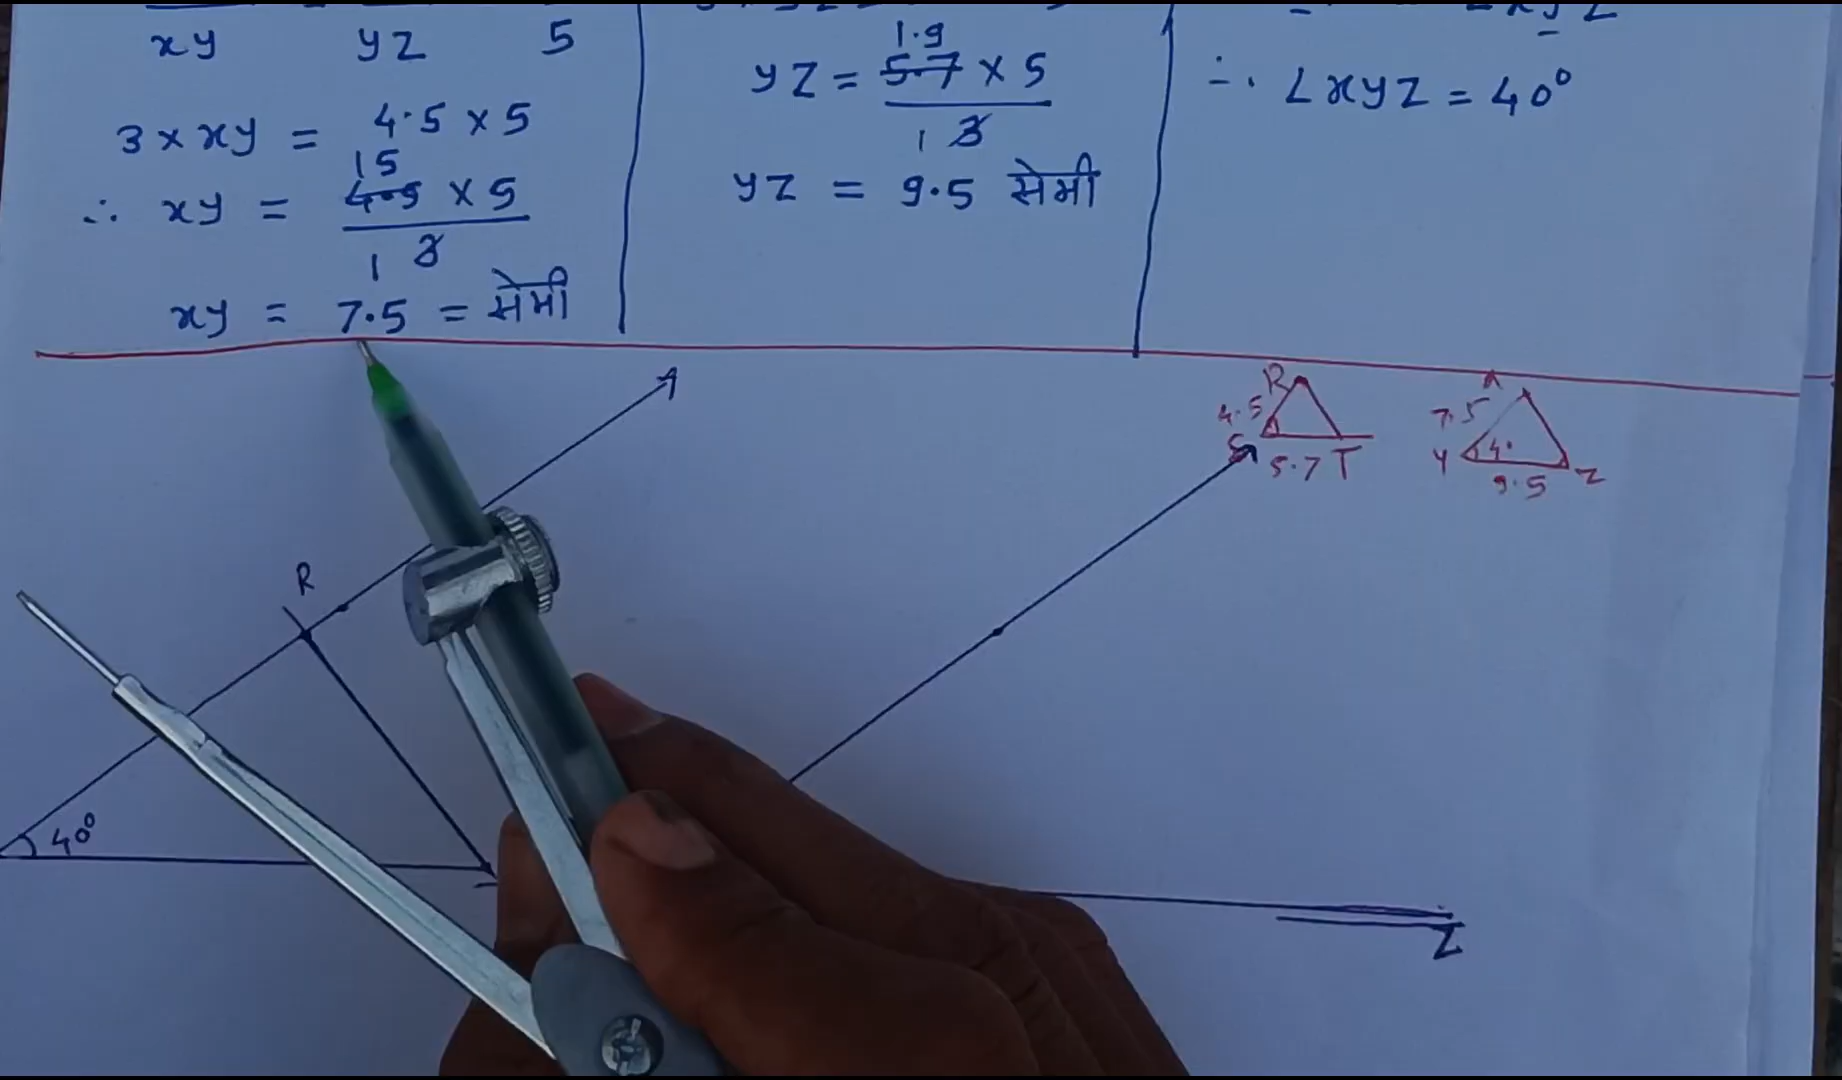 xy yz 5
3 × xy = 4.5 × 5
15
∴ xy = 4.5 × 5
1 3
xy = 7.5 = सेमी
1.9
yz = 5.7 × 5
1 3
yz = 9.5 सेमी
∴ ∠xyz = 40°
R
40°
Z
R
4.5
S 5.7 T
x
7.5
Y 4° Z
9.5